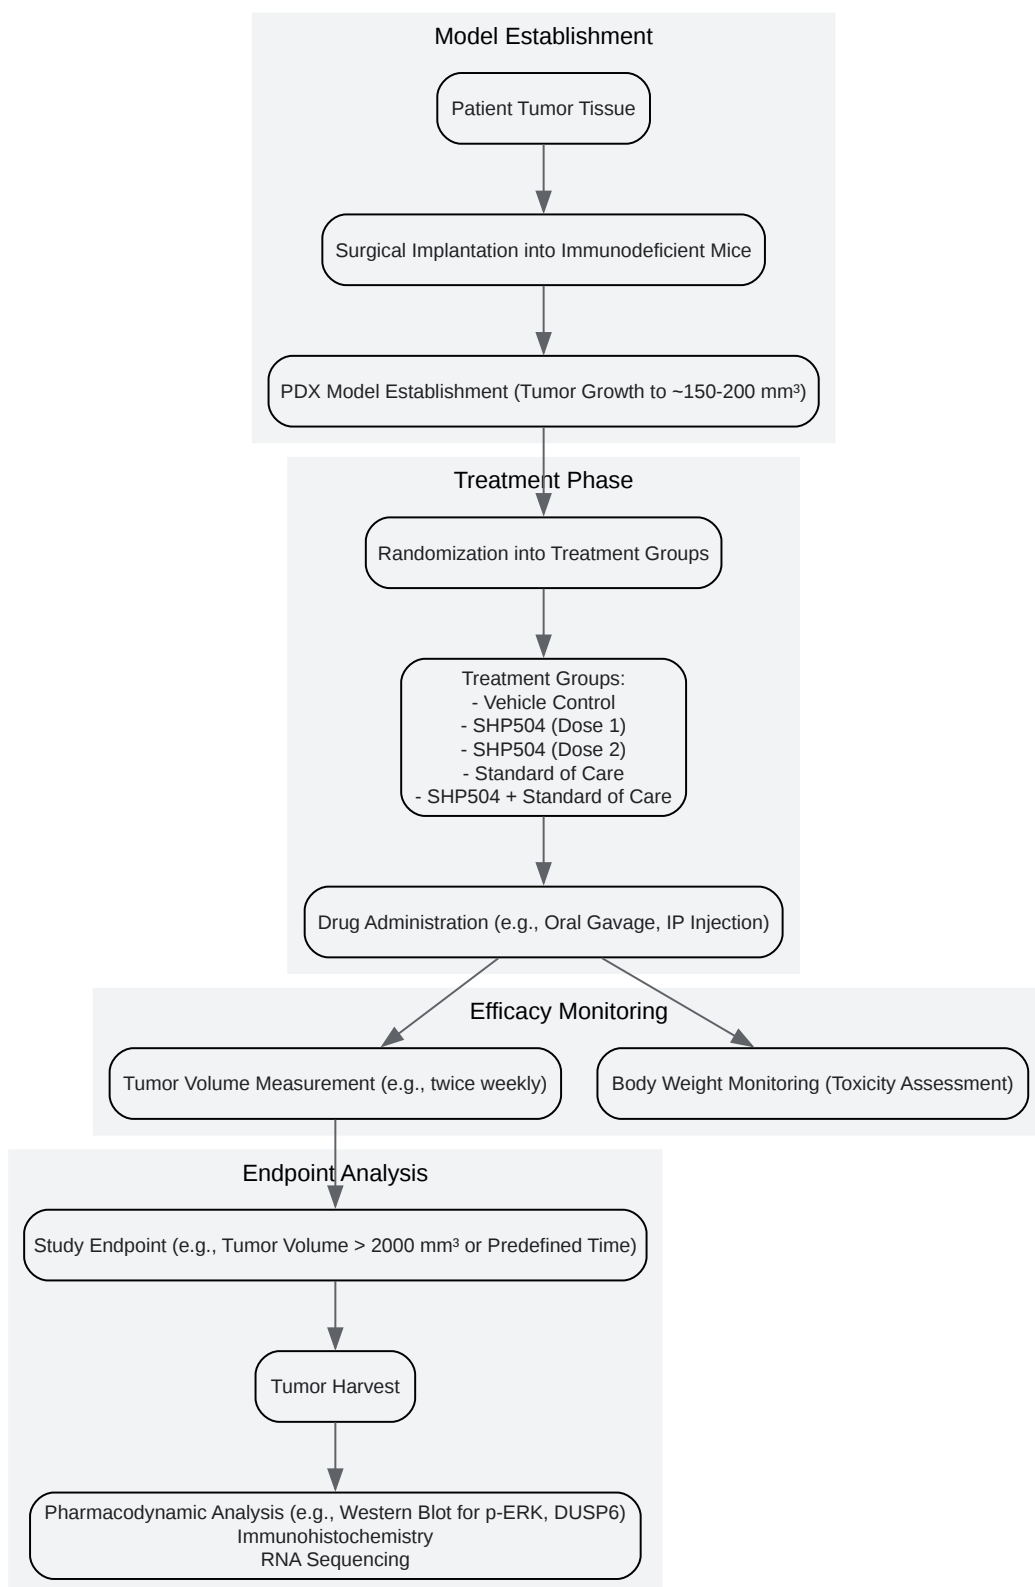 Model Establishment
Patient Tumor Tissue
Surgical Implantation into Immunodeficient Mice
PDX Model Establishment (Tumor Growth to ~150-200 mm³)
Treatment Phase
Randomization into Treatment Groups
Treatment Groups:
- Vehicle Control
- SHP504 (Dose 1)
- SHP504 (Dose 2)
- Standard of Care
- SHP504 + Standard of Care
Drug Administration (e.g., Oral Gavage, IP Injection)
Efficacy Monitoring
Tumor Volume Measurement (e.g., twice weekly)
Body Weight Monitoring (Toxicity Assessment)
Endpoint Analysis
Study Endpoint (e.g., Tumor Volume > 2000 mm³ or Predefined Time)
Tumor Harvest
Pharmacodynamic Analysis (e.g., Western Blot for p-ERK, DUSP6)
Immunohistochemistry
RNA Sequencing